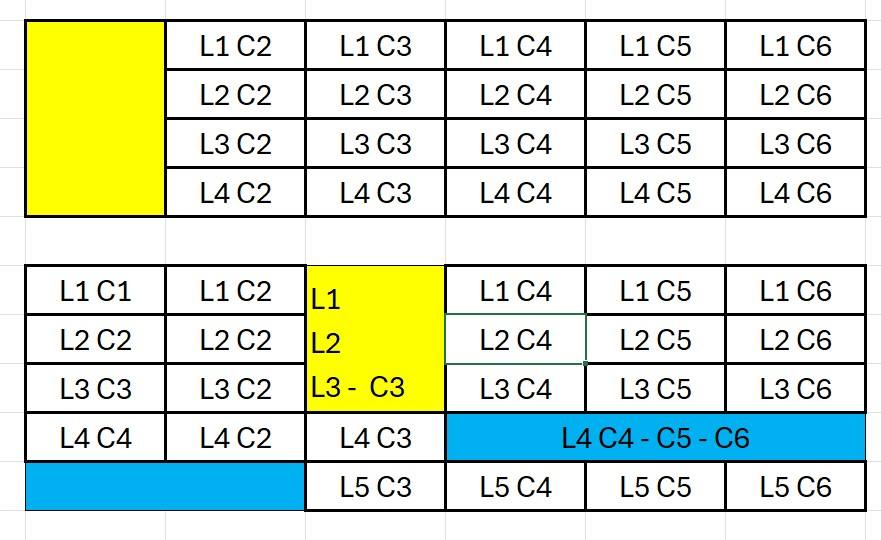 L1 C2 L1 C3 L1 C4 L1 C5 L1 C6
L2 C2 L2 C3 L2 C4 L2 C5 L2 C6
L3 C2 L3 C3 L3 C4 L3 C5 L3 C6
L4 C2 L4 C3 L4 C4 L4 C5 L4 C6
L1 C1 L1 C2 L1 L1 C4 L1 C5 L1 C6
L2 C2 L2 C2 L2 L2 C4 L2 C5 L2 C6
L3 C3 L3 C2 L3 - C3 L3 C4 L3 C5 L3 C6
L4 C4 L4 C2 L4 C3 L4 C4 - C5 - C6
L5 C3 L5 C4 L5 C5 L5 C6